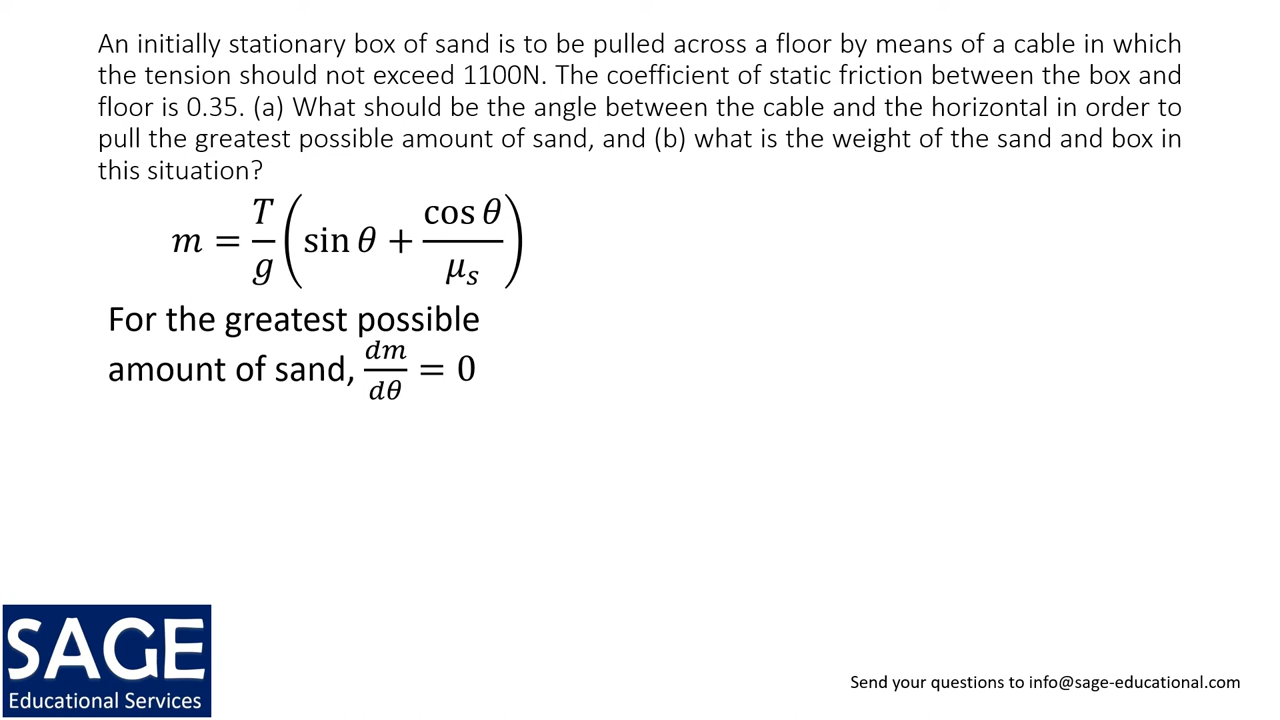 An initially stationary box of sand is to be pulled across a floor by means of a cable in which
the tension should not exceed 1100N. The coefficient of static friction between the box and
floor is 0.35. (a) What should be the angle between the cable and the horizontal in order to
pull the greatest possible amount of sand, and (b) what is the weight of the sand and box in
this situation?
m = T/g (sin θ + cos θ/μₛ)
For the greatest possible
amount of sand, dm/dθ = 0
SAGE
Educational Services
Send your questions to info@sage-educational.com